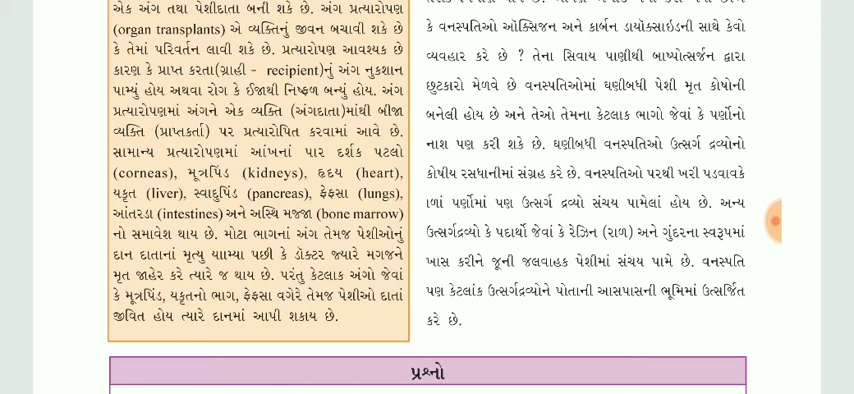 એક અંગ તથા પેશીદાતા બની શકે છે. અંગ પ્રત્યારોપણ
(organ transplants) એ વ્યક્તિનું જીવન બચાવી શકે છે
કે તેમાં પરિવર્તન લાવી શકે છે. પ્રત્યારોપણ આવશ્યક છે
કારણ કે પ્રાપ્ત કરતા(ગ્રાહી - recipient)નું અંગ નુકશાન
પામ્યું હોય અથવા રોગ કે ઈજાથી નિષ્ફળ બન્યું હોય. અંગ
પ્રત્યારોપણમાં અંગને એક વ્યક્તિ (અંગદાતા)માંથી બીજા
વ્યક્તિ (પ્રાપ્તકર્તા) પર પ્રત્યારોપિત કરવામાં આવે છે.
સામાન્ય પ્રત્યારોપણમાં આંખનાં પાર દર્શક પટલો
(corneas), મૂત્રપિંડ (kidneys), હૃદય (heart),
યકૃત (liver), સ્વાદુપિંડ (pancreas), ફેફસા (lungs),
આંતરડા (intestines) અને અસ્થિ મજ્જા (bone marrow)
નો સમાવેશ થાય છે. મોટા ભાગનાં અંગ તેમજ પેશીઓનું
દાન દાતાનાં મૃત્યુ યામ્યા પછી કે ડૉક્ટર જ્યારે મગજને
મૃત જાહેર કરે ત્યારે જ થાય છે. પરંતુ કેટલાક અંગો જેવાં
કે મૂત્રપિંડ, યકૃતનો ભાગ, ફેફસા વગેરે તેમજ પેશીઓ દાતાં
જીવિત હોય ત્યારે દાનમાં આપી શકાય છે.
કે વનસ્પતિઓ ઑક્સિજન અને કાર્બન ડાયોક્સાઇડની સાથે કેવો
વ્યવહાર કરે છે ? તેના સિવાય પાણીથી બાષ્પોત્સર્જન દ્વારા
છુટકારો મેળવે છે વનસ્પતિઓમાં ઘણીબધી પેશી મૃત કોષોની
બનેલી હોય છે અને તેઓ તેમના કેટલાક ભાગો જેવાં કે પર્ણોનો
નાશ પણ કરી શકે છે. ઘણીબધી વનસ્પતિઓ ઉત્સર્ગ દ્રવ્યોનો
કોષીય રસધાનીમાં સંગ્રહ કરે છે. વનસ્પતિઓ પરથી ખરી પડવાવકે
ળાં પર્ણોમાં પણ ઉત્સર્ગ દ્રવ્યો સંચય પામેલાં હોય છે. અન્ય
ઉત્સર્ગદ્રવ્યો કે પદાર્થો જેવાં કે રેઝિન (રાળ) અને ગુંદરના સ્વરૂપમાં
ખાસ કરીને જૂની જલવાહક પેશીમાં સંચય પામે છે. વનસ્પતિ
પણ કેટલાંક ઉત્સર્ગદ્રવ્યોને પોતાની આસપાસની ભૂમિમાં ઉત્સર્જિત
કરે છે.
પ્રશ્નો